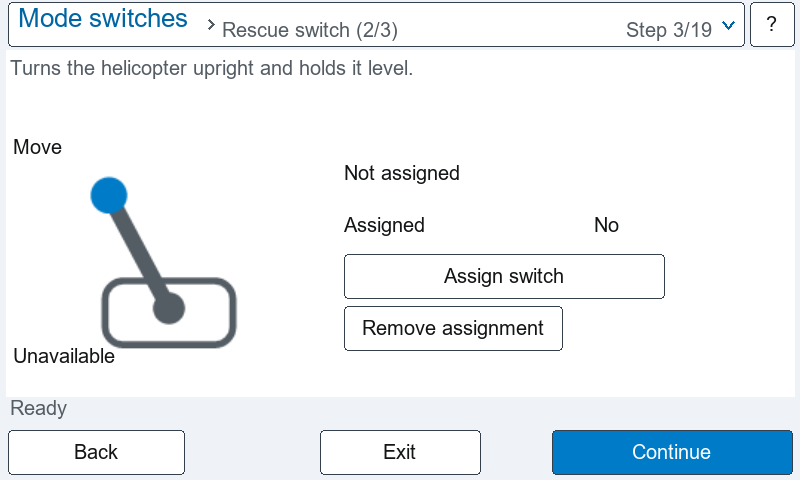 Mode switches > Rescue switch (2/3) Step 3/19 ?
Turns the helicopter upright and holds it level.
Move
Not assigned
Assigned No
Assign switch
Remove assignment
Unavailable
Ready
Back Exit Continue